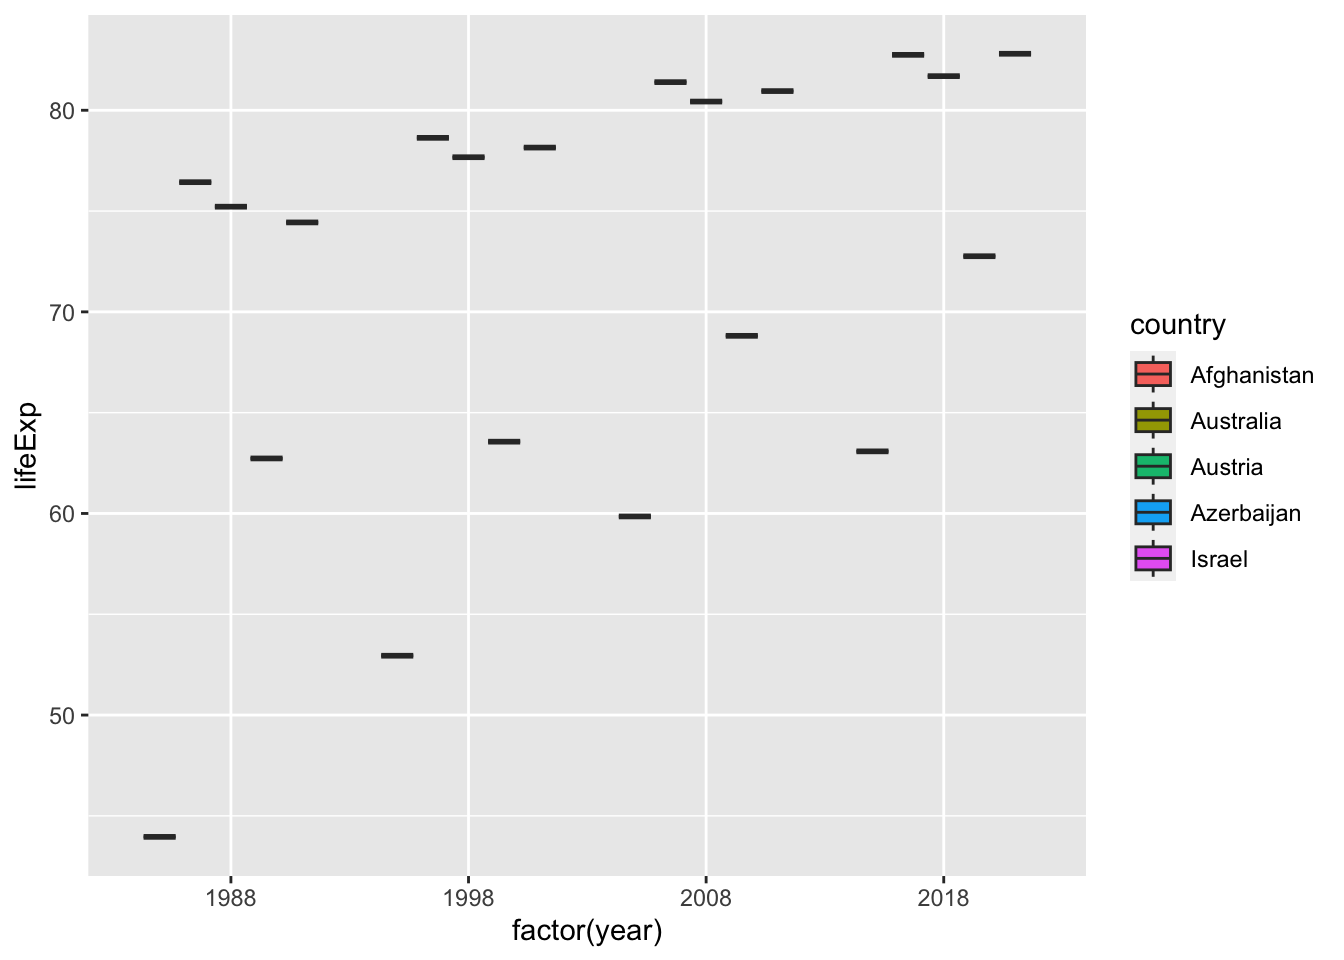 80
70
60
50
lifeExp
1988 1998 2008 2018
factor(year)
country
Afghanistan
Australia
Austria
Azerbaijan
Israel